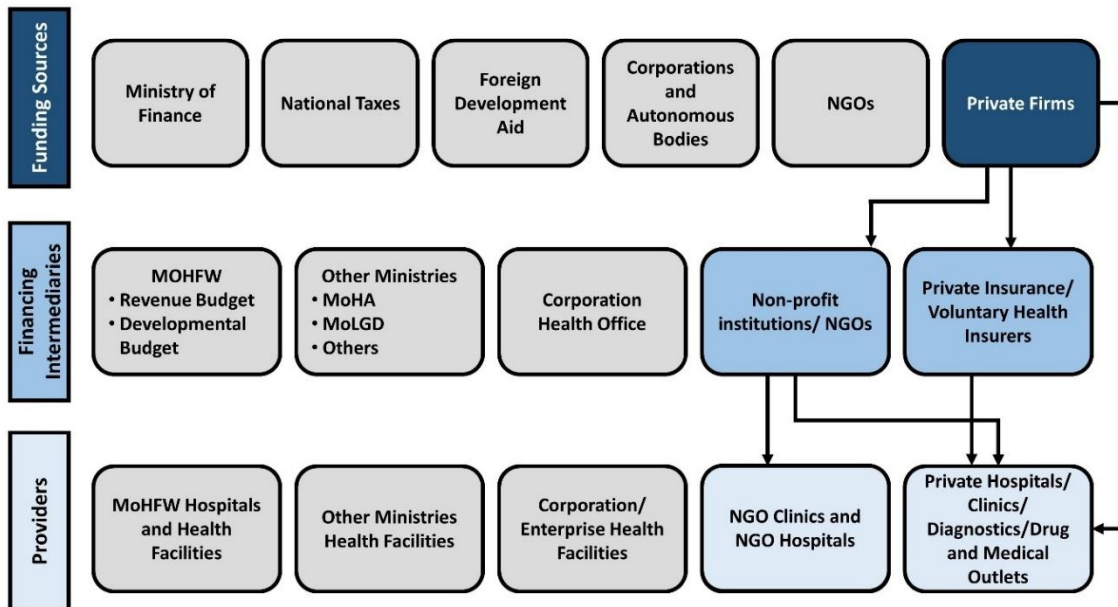 Funding Sources
Ministry of
Finance
National Taxes
Foreign
Development
Aid
Corporations
and
Autonomous
Bodies
NGOs
Private Firms
Financing
Intermediaries
MOHFW
• Revenue Budget
• Developmental
Budget
Other Ministries
• MoHA
• MoLGD
• Others
Corporation
Health Office
Non-profit
institutions/ NGOs
Private Insurance/
Voluntary Health
Insurers
Providers
MoHFW Hospitals
and Health
Facilities
Other Ministries
Health Facilities
Corporation/
Enterprise Health
Facilities
NGO Clinics and
NGO Hospitals
Private Hospitals/
Clinics/
Diagnostics/Drug
and Medical
Outlets